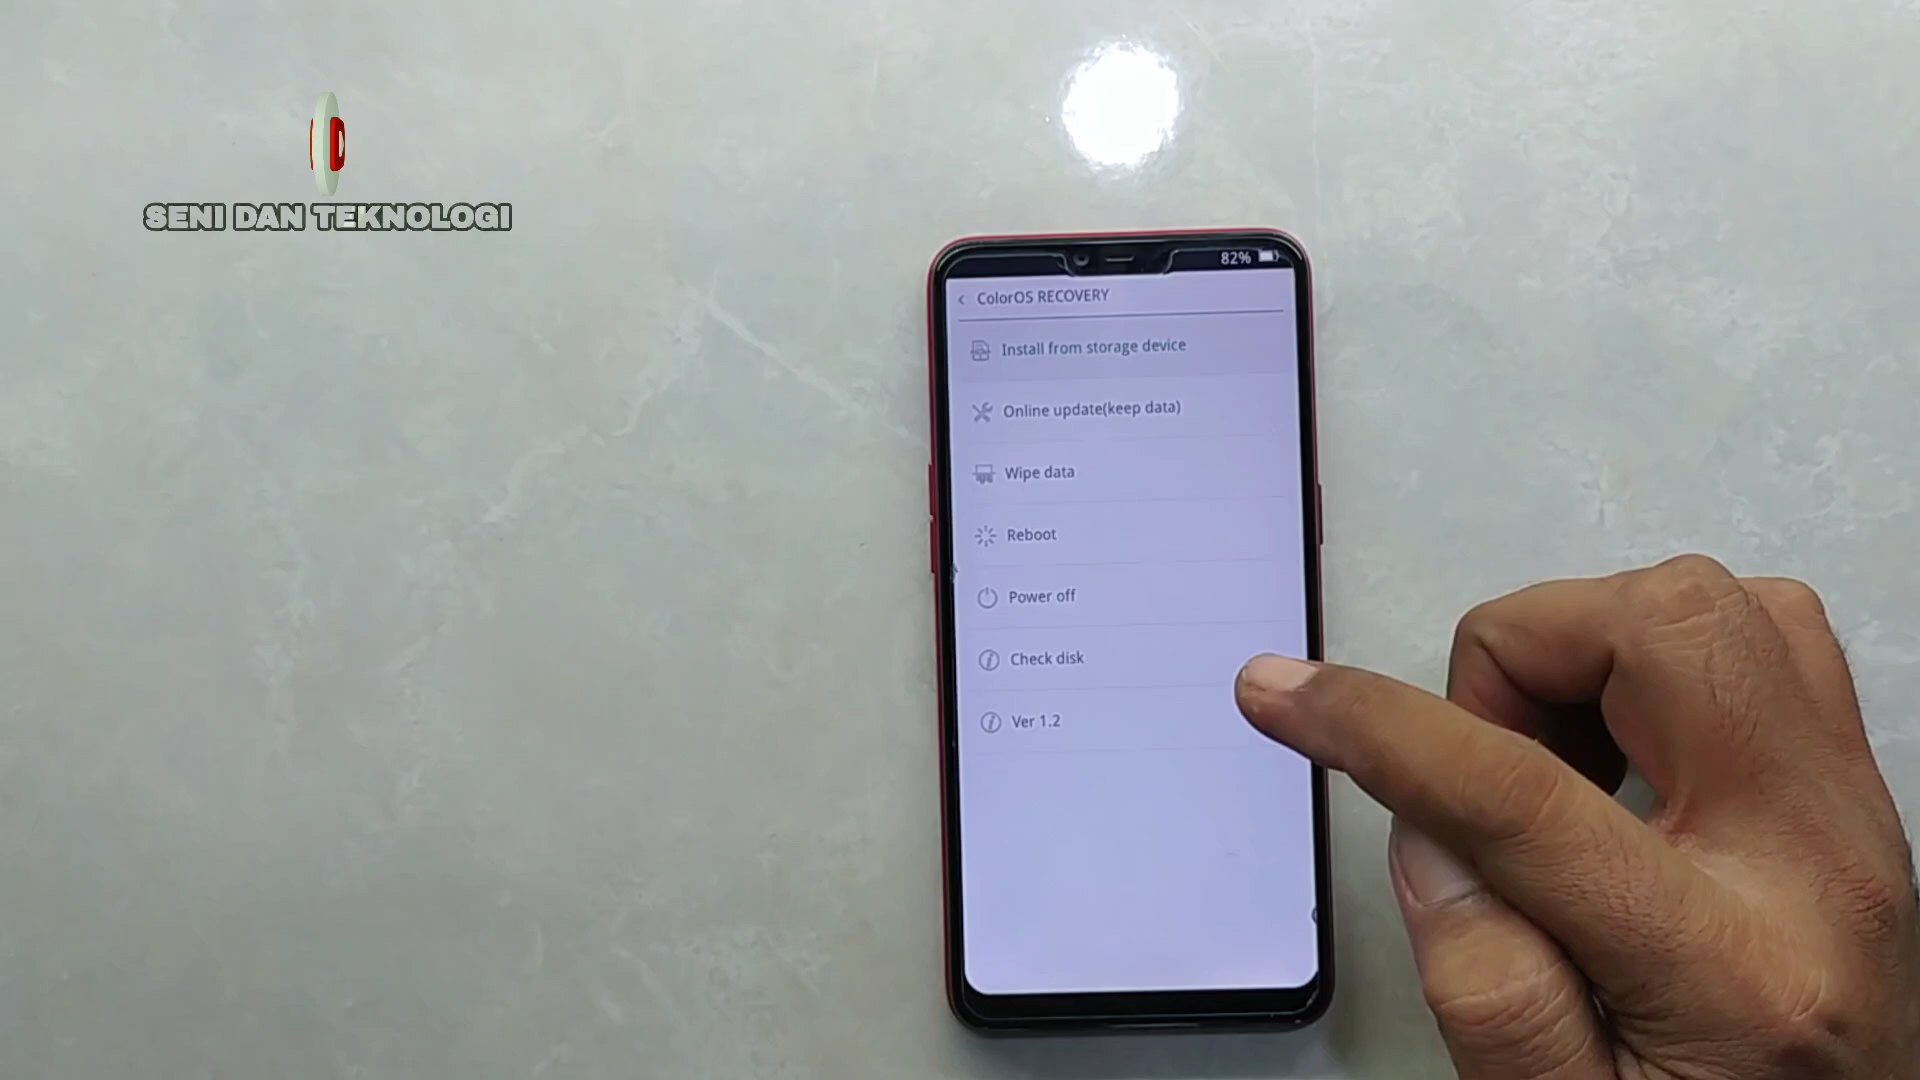 SENI DAN TEKNOLOGI
82%
ColorOS RECOVERY
Install from storage device
Online update(keep data)
Wipe data
Reboot
Power off
Check disk
Ver 1.2